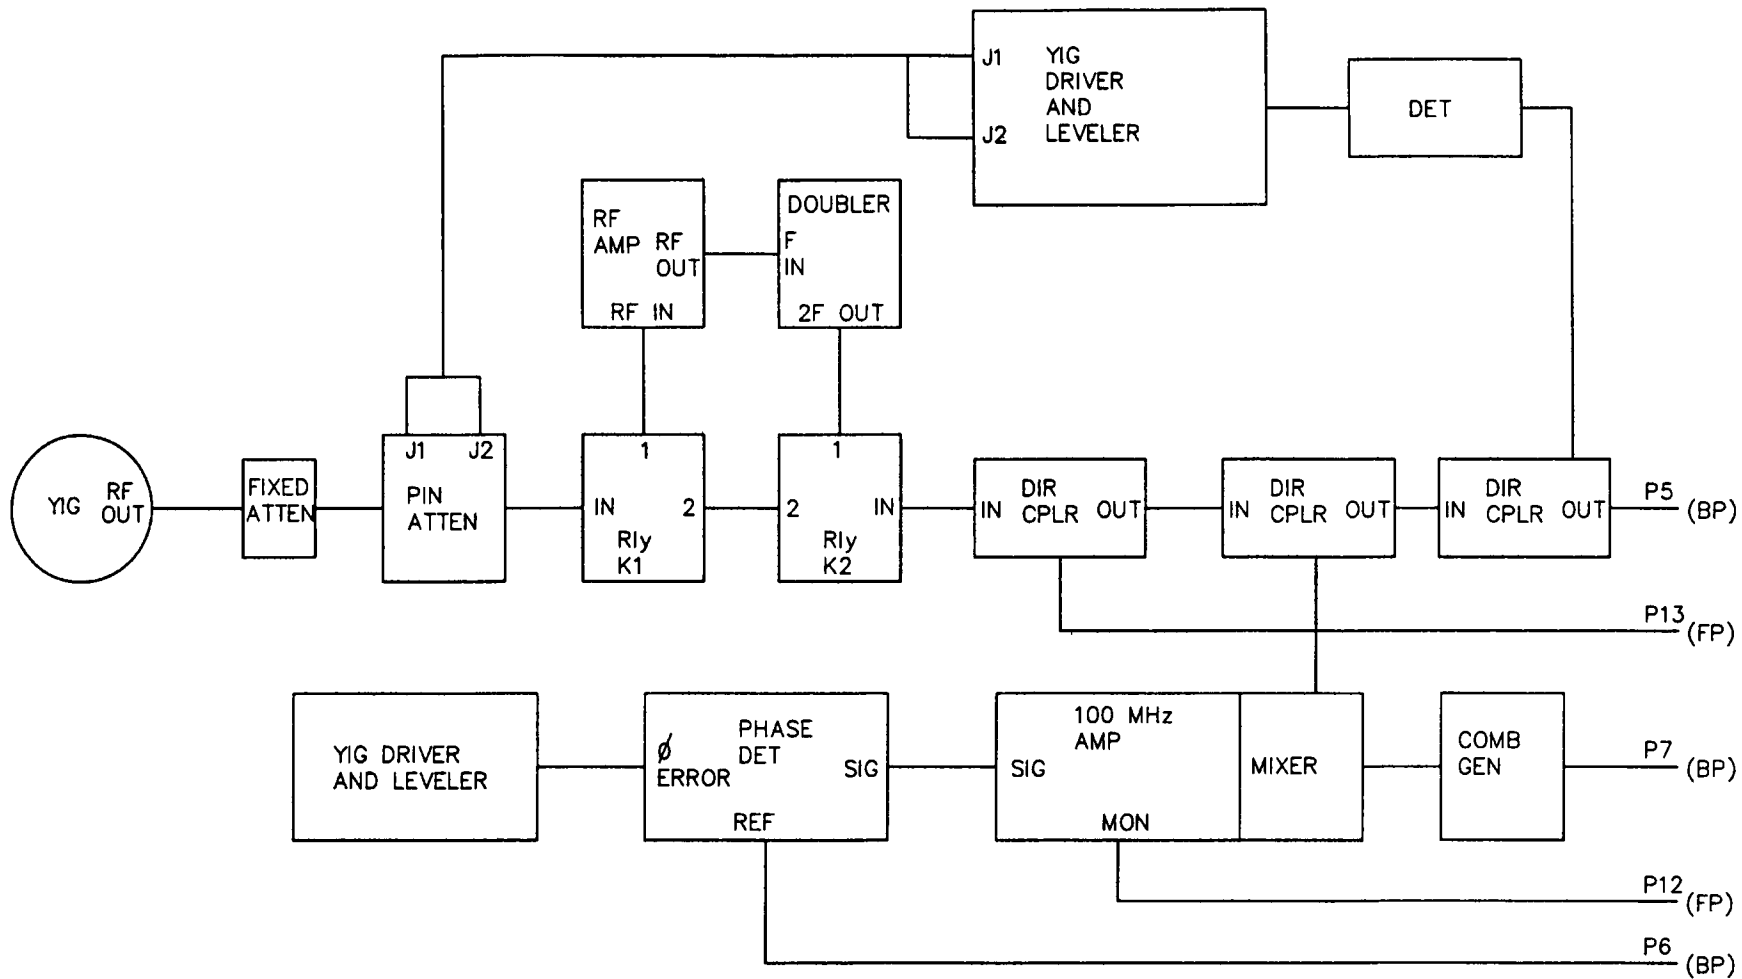 J1 YIG
DRIVER
AND
J2 LEVELER
DET
RF
AMP RF
OUT
RF IN
DOUBLER
F
IN
2F OUT
YIG RF
OUT
FIXED
ATTEN
J1 J2
PIN
ATTEN
1
IN 2
Rly
K1
1
2 IN
Rly
K2
IN DIR
CPLR OUT
IN DIR
CPLR OUT
IN DIR
CPLR OUT
P5
(BP)
P13
(FP)
YIG DRIVER
AND LEVELER
PHASE
DET
ϕ
ERROR
SIG
REF
100 MHz
AMP
SIG
MON
MIXER
COMB
GEN
P7
(BP)
P12
(FP)
P6
(BP)